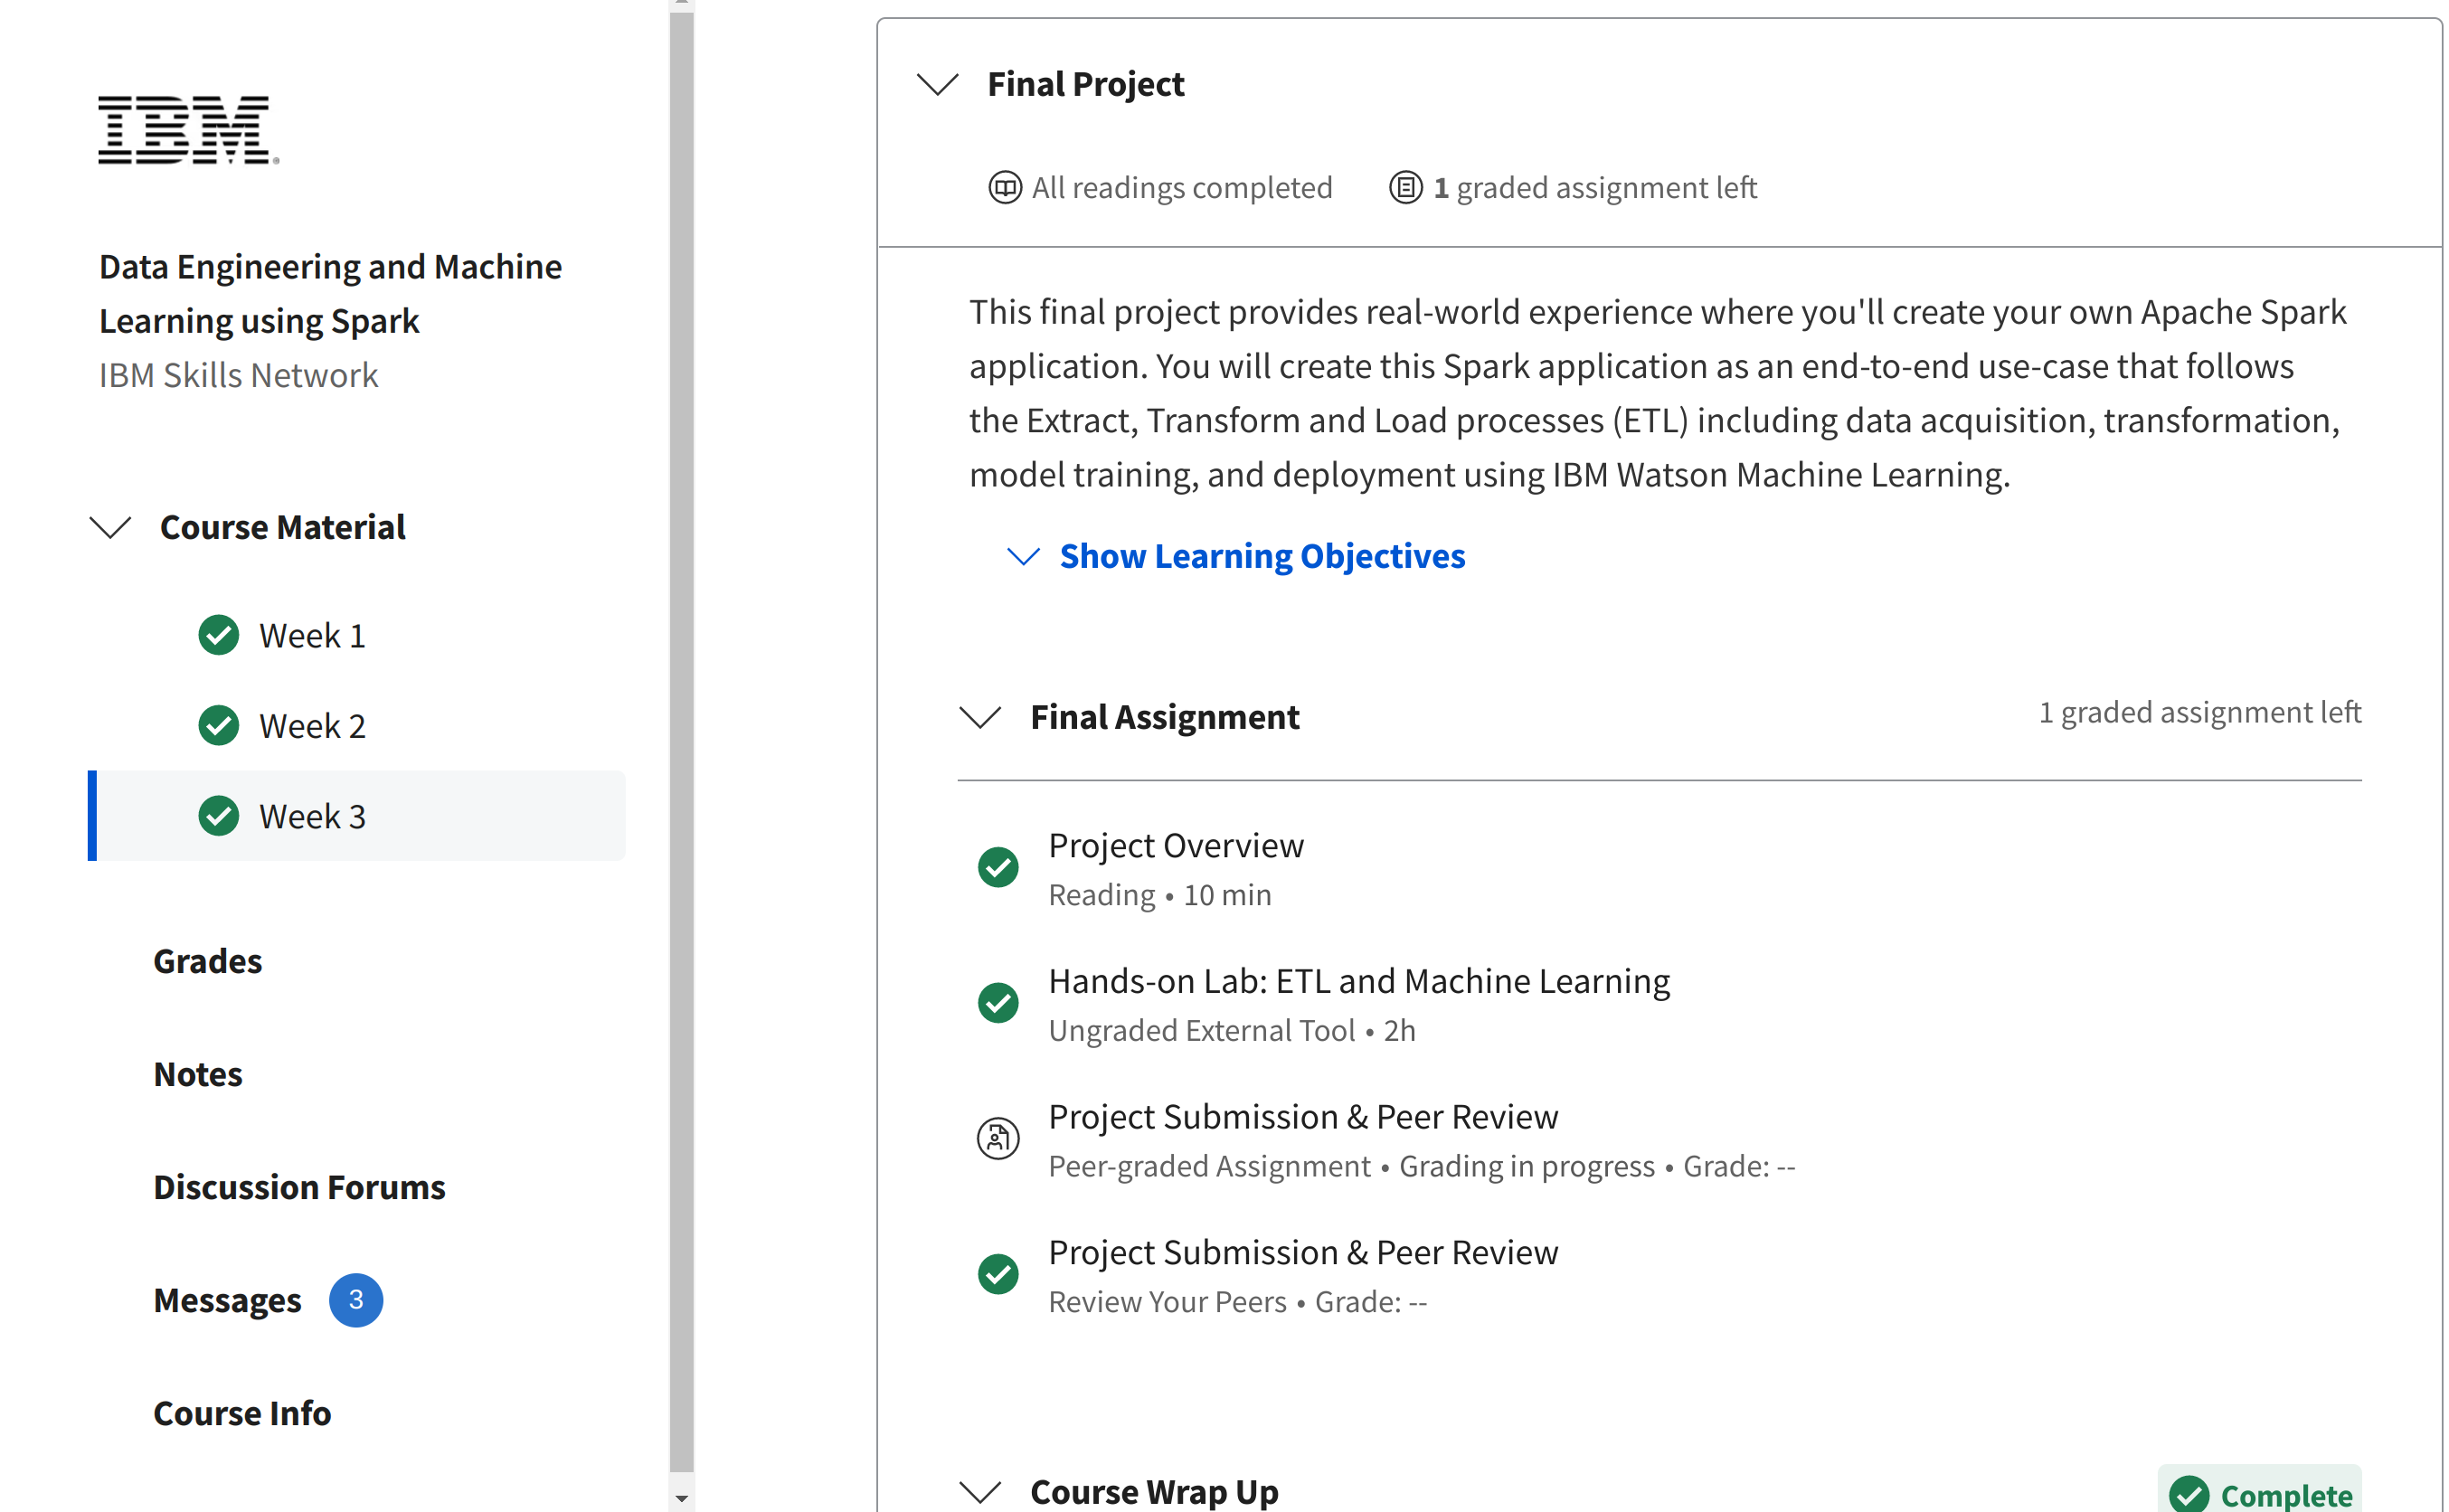 IBM
Data Engineering and Machine
Learning using Spark
IBM Skills Network
Course Material
Week 1
Week 2
Week 3
Grades
Notes
Discussion Forums
Messages 3
Course Info
Final Project
All readings completed 1 graded assignment left
This final project provides real-world experience where you'll create your own Apache Spark
application. You will create this Spark application as an end-to-end use-case that follows
the Extract, Transform and Load processes (ETL) including data acquisition, transformation,
model training, and deployment using IBM Watson Machine Learning.
Show Learning Objectives
Final Assignment 1 graded assignment left
Project Overview
Reading • 10 min
Hands-on Lab: ETL and Machine Learning
Ungraded External Tool • 2h
Project Submission & Peer Review
Peer-graded Assignment • Grading in progress • Grade: --
Project Submission & Peer Review
Review Your Peers • Grade: --
Course Wrap Up Complete